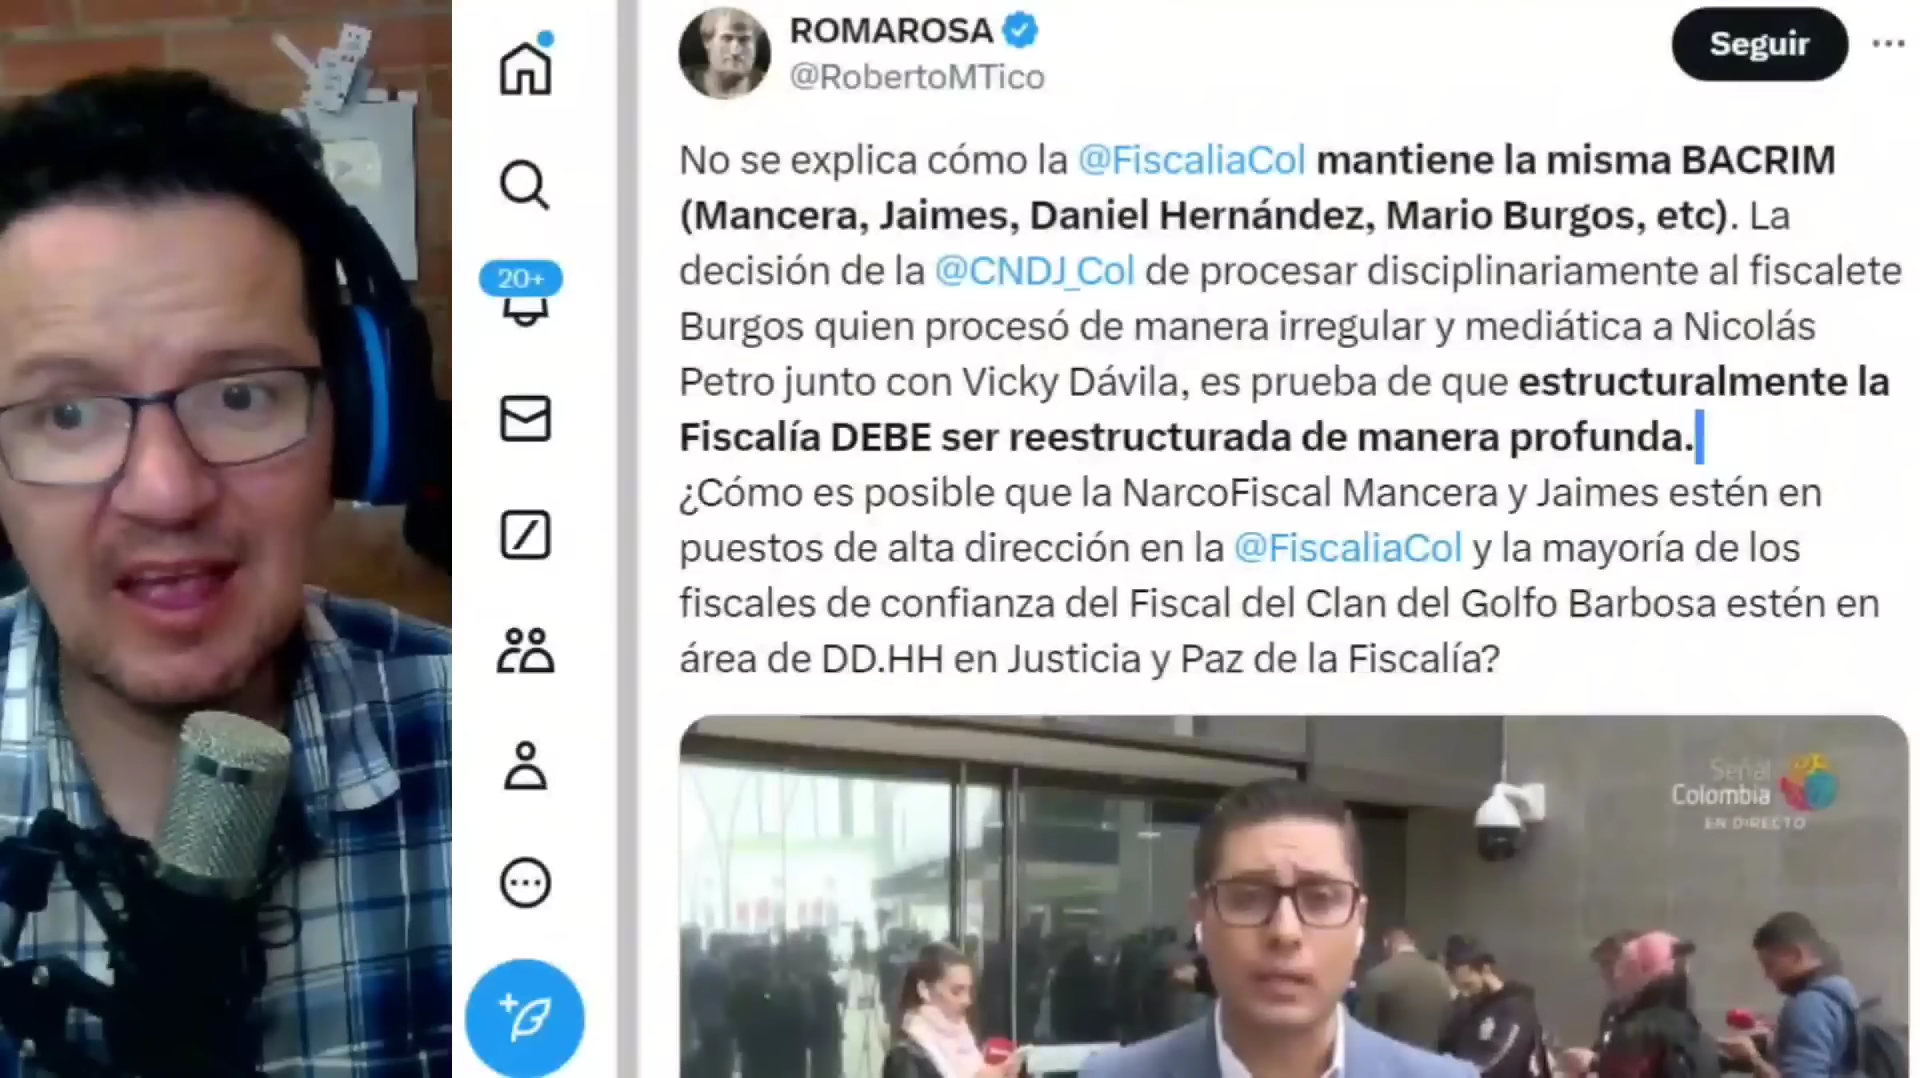 ROMAROSA
@RobertoMTico
Seguir
20+
No se explica cómo la @FiscaliaCol mantiene la misma BACRIM
(Mancera, Jaimes, Daniel Hernández, Mario Burgos, etc). La
decisión de la @CNDJ_Col de procesar disciplinariamente al fiscalete
Burgos quien procesó de manera irregular y mediática a Nicolás
Petro junto con Vicky Dávila, es prueba de que estructuralmente la
Fiscalía DEBE ser reestructurada de manera profunda.
¿Cómo es posible que la NarcoFiscal Mancera y Jaimes estén en
puestos de alta dirección en la @FiscaliaCol y la mayoría de los
fiscales de confianza del Fiscal del Clan del Golfo Barbosa estén en
área de DD.HH en Justicia y Paz de la Fiscalía?
Señal
Colombia
EN DIRECTO